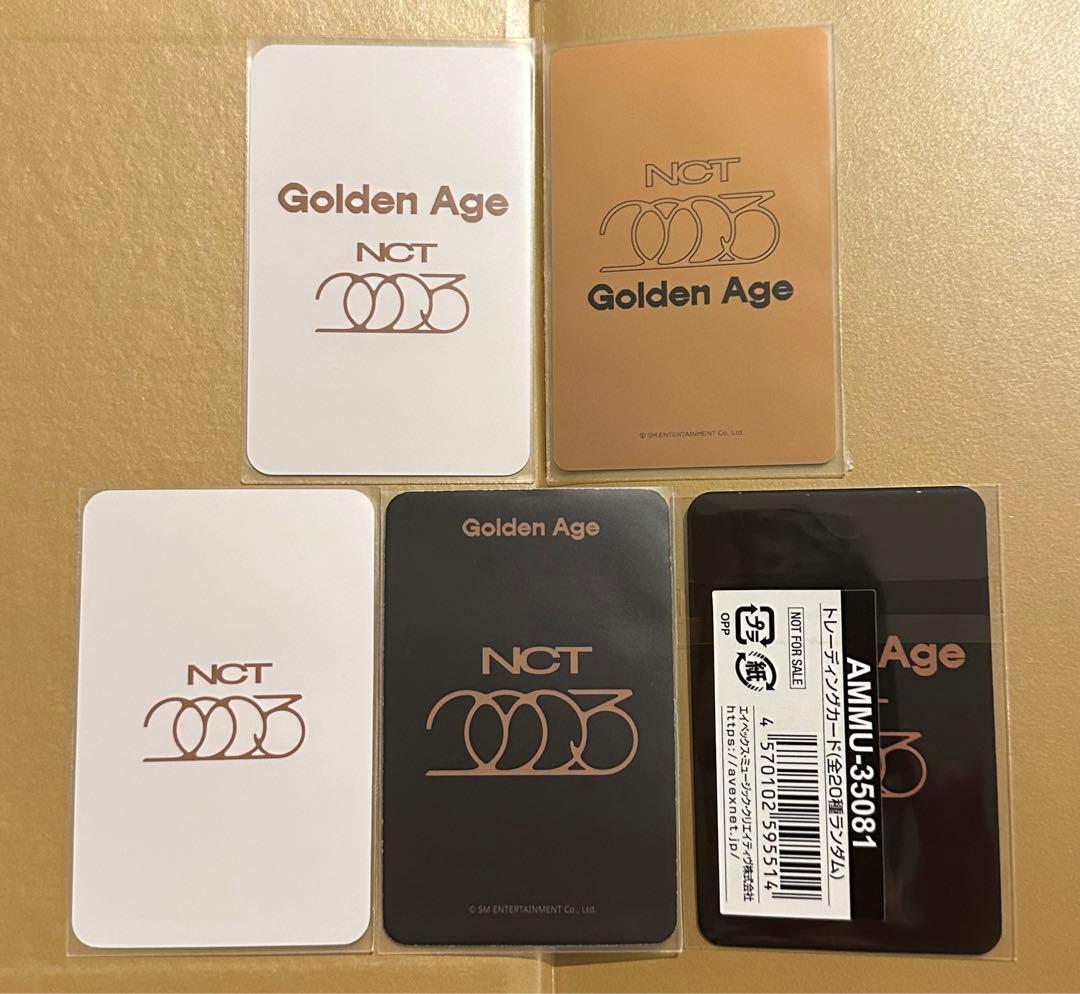 Golden Age
NCT
2023
NCT
2023
Golden Age
© SM ENTERTAINMENT Co., Ltd.
NCT
2023
Golden Age
NCT
2023
© SM ENTERTAINMENT Co., Ltd.
Age
AMMU-35081
トレーディングカード(全20種ランダム)
NOT FOR SALE
プラ
OPP
紙
4 570102 595514
エイベックス・ミュージック・クリエイティヴ株式会社
https://avexnet.jp/